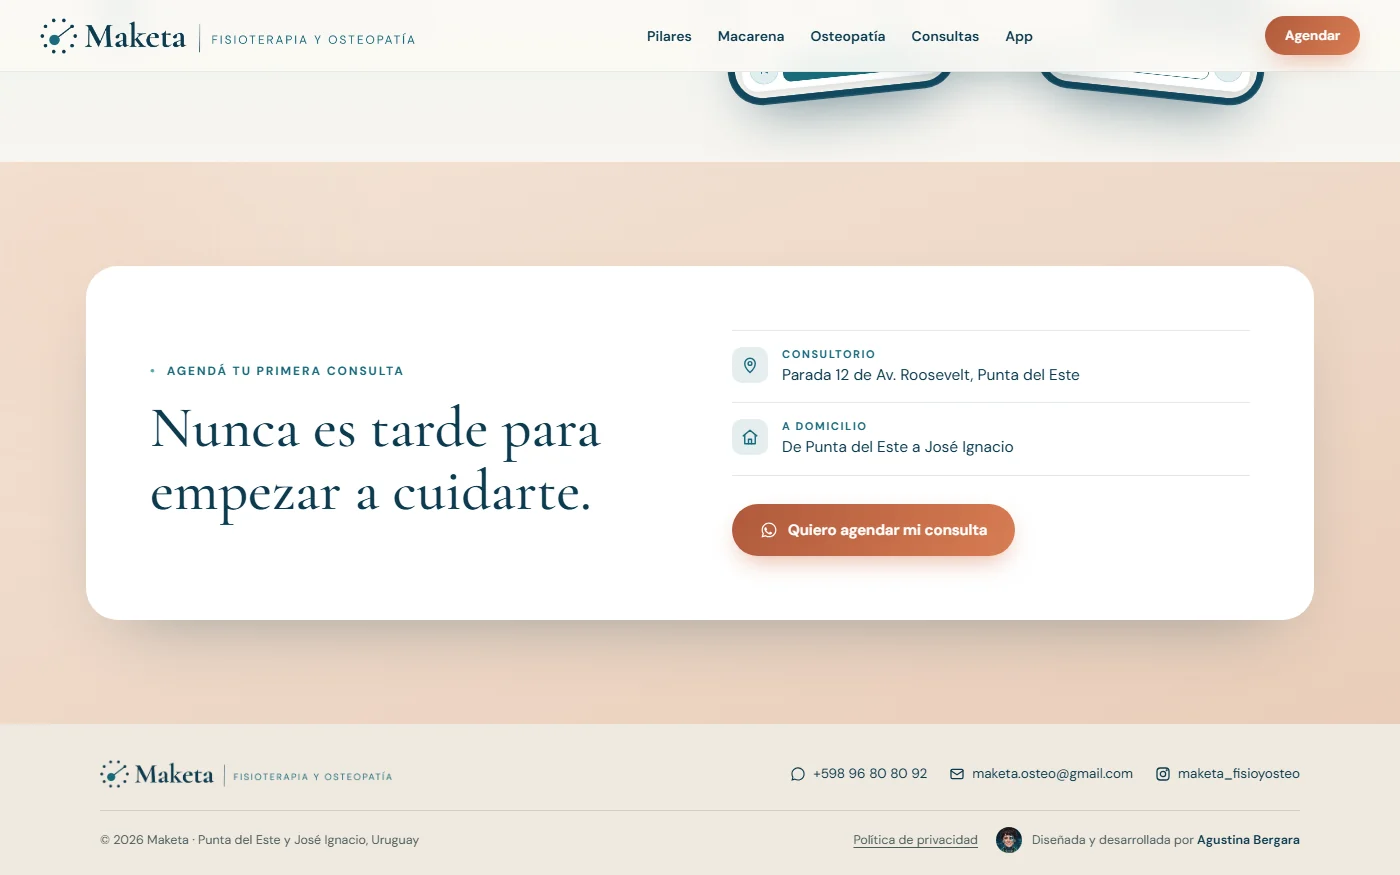 Maketa
FISIOTERAPIA Y OSTEOPATÍA
Pilares
Macarena
Osteopatía
Consultas
App
Agendar
AGENDÁ TU PRIMERA CONSULTA
Nunca es tarde para
empezar a cuidarte.
CONSULTORIO
Parada 12 de Av. Roosevelt, Punta del Este
A DOMICILIO
De Punta del Este a José Ignacio
Quiero agendar mi consulta
Maketa
FISIOTERAPIA Y OSTEOPATÍA
+598 96 80 80 92
maketa.osteo@gmail.com
maketa_fisioyosteo
© 2026 Maketa · Punta del Este y José Ignacio, Uruguay
Política de privacidad
Diseñada y desarrollada por Agustina Bergara